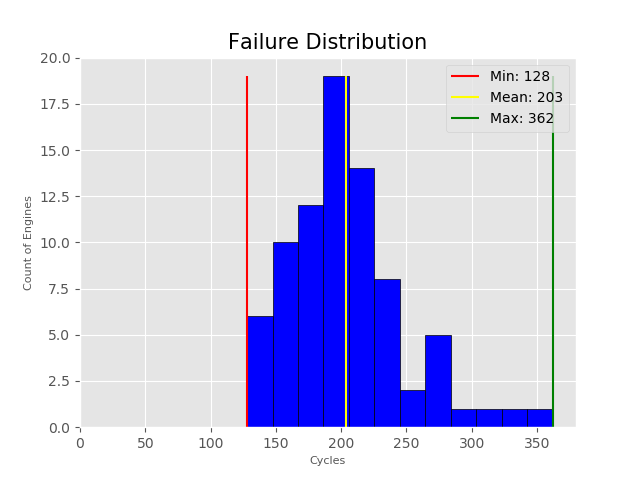 Failure Distribution
20.0
17.5
15.0
12.5
10.0
7.5
5.0
2.5
0.0
Count of Engines
Min: 128
Mean: 203
Max: 362
0 50 100 150 200 250 300 350
Cycles